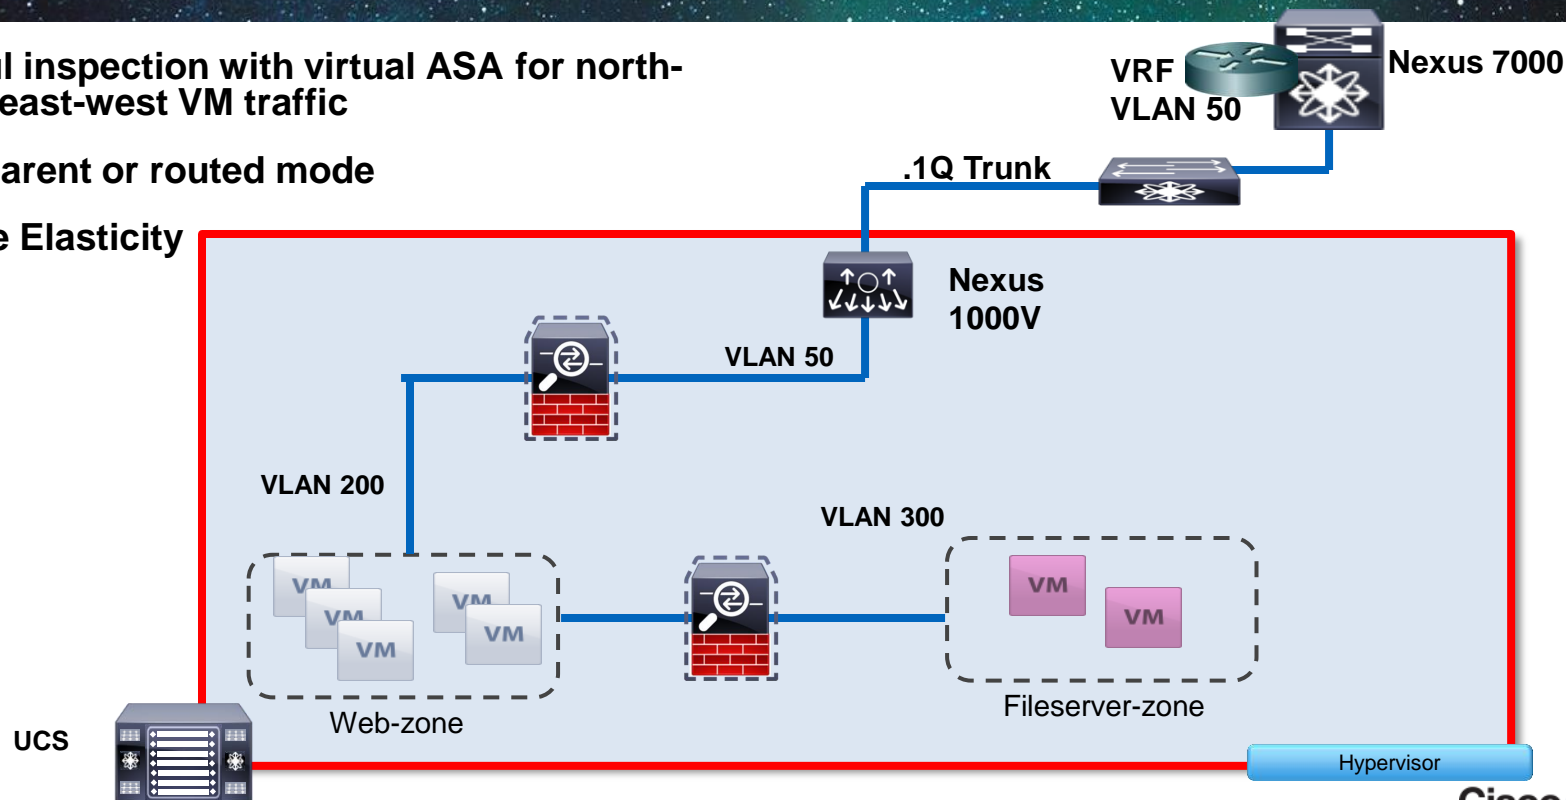 l inspection with virtual ASA for north-
east-west VM traffic
arent or routed mode
e Elasticity
VRF
VLAN 50
Nexus 7000
.1Q Trunk
Nexus
1000V
VLAN 50
VLAN 200
VLAN 300
VM
VM
VM
VM
VM
VM
VM
Web-zone
Fileserver-zone
UCS
Hypervisor
Cisco